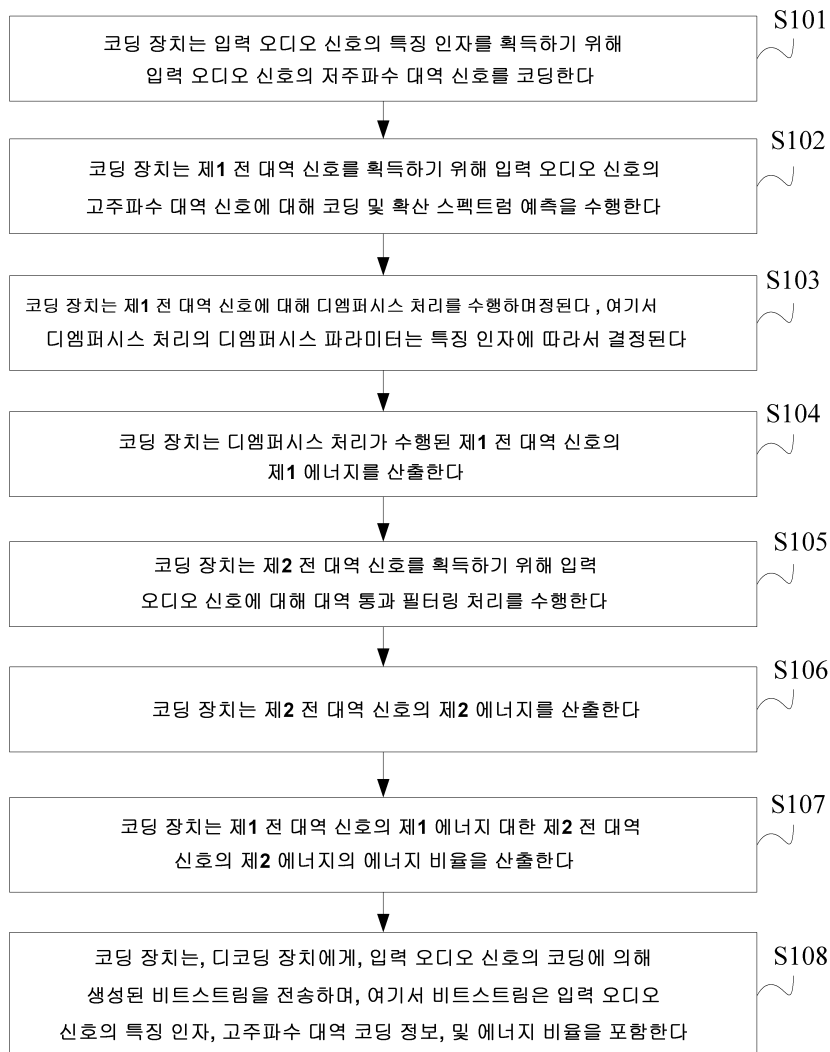 S101
코딩 장치는 입력 오디오 신호의 특징 인자를 획득하기 위해
입력 오디오 신호의 저주파수 대역 신호를 코딩한다
S102
코딩 장치는 제1 전 대역 신호를 획득하기 위해 입력 오디오 신호의
고주파수 대역 신호에 대해 코딩 및 확산 스펙트럼 예측을 수행한다
S103
코딩 장치는 제1 전 대역 신호에 대해 디엠퍼시스 처리를 수행하며정된다 , 여기서
디엠퍼시스 처리의 디엠퍼시스 파라미터는 특징 인자에 따라서 결정된다
S104
코딩 장치는 디엠퍼시스 처리가 수행된 제1 전 대역 신호의
제1 에너지를 산출한다
S105
코딩 장치는 제2 전 대역 신호를 획득하기 위해 입력
오디오 신호에 대해 대역 통과 필터링 처리를 수행한다
S106
코딩 장치는 제2 전 대역 신호의 제2 에너지를 산출한다
S107
코딩 장치는 제1 전 대역 신호의 제1 에너지 대한 제2 전 대역
신호의 제2 에너지의 에너지 비율을 산출한다
S108
코딩 장치는, 디코딩 장치에게, 입력 오디오 신호의 코딩에 의해
생성된 비트스트림을 전송하며, 여기서 비트스트림은 입력 오디오
신호의 특징 인자, 고주파수 대역 코딩 정보, 및 에너지 비율을 포함한다